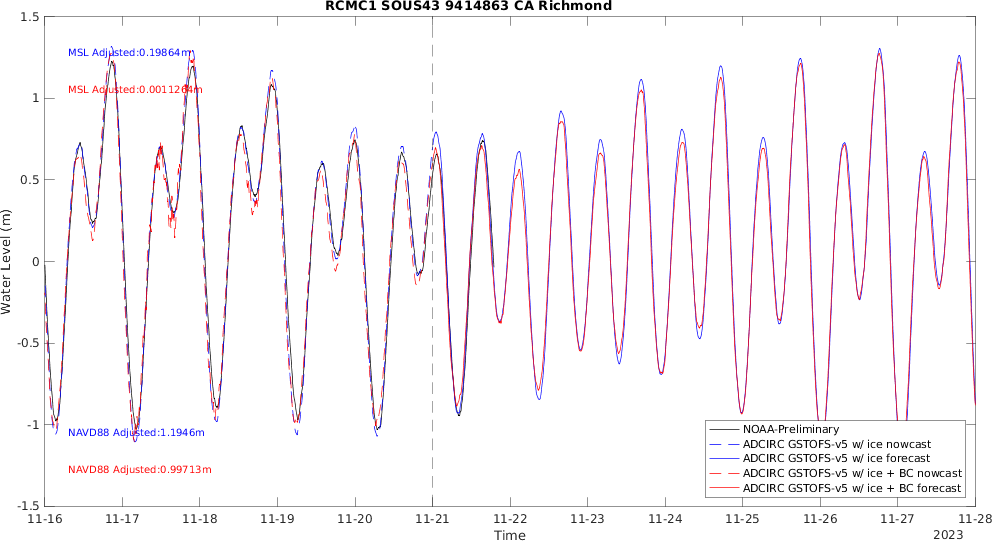 RCMC1 SOUS43 9414863 CA Richmond
1.5
1
0.5
0
-0.5
-1
-1.5
Water Level (m)
MSL Adjusted:0.19864m
MSL Adjusted:0.0011264m
NAVD88 Adjusted:1.1946m
NAVD88 Adjusted:0.99713m
NOAA-Preliminary
ADCIRC GSTOFS-v5 w/ ice nowcast
ADCIRC GSTOFS-v5 w/ ice forecast
ADCIRC GSTOFS-v5 w/ ice + BC nowcast
ADCIRC GSTOFS-v5 w/ ice + BC forecast
11-16 11-17 11-18 11-19 11-20 11-21 11-22 11-23 11-24 11-25 11-26 11-27 11-28
Time
2023